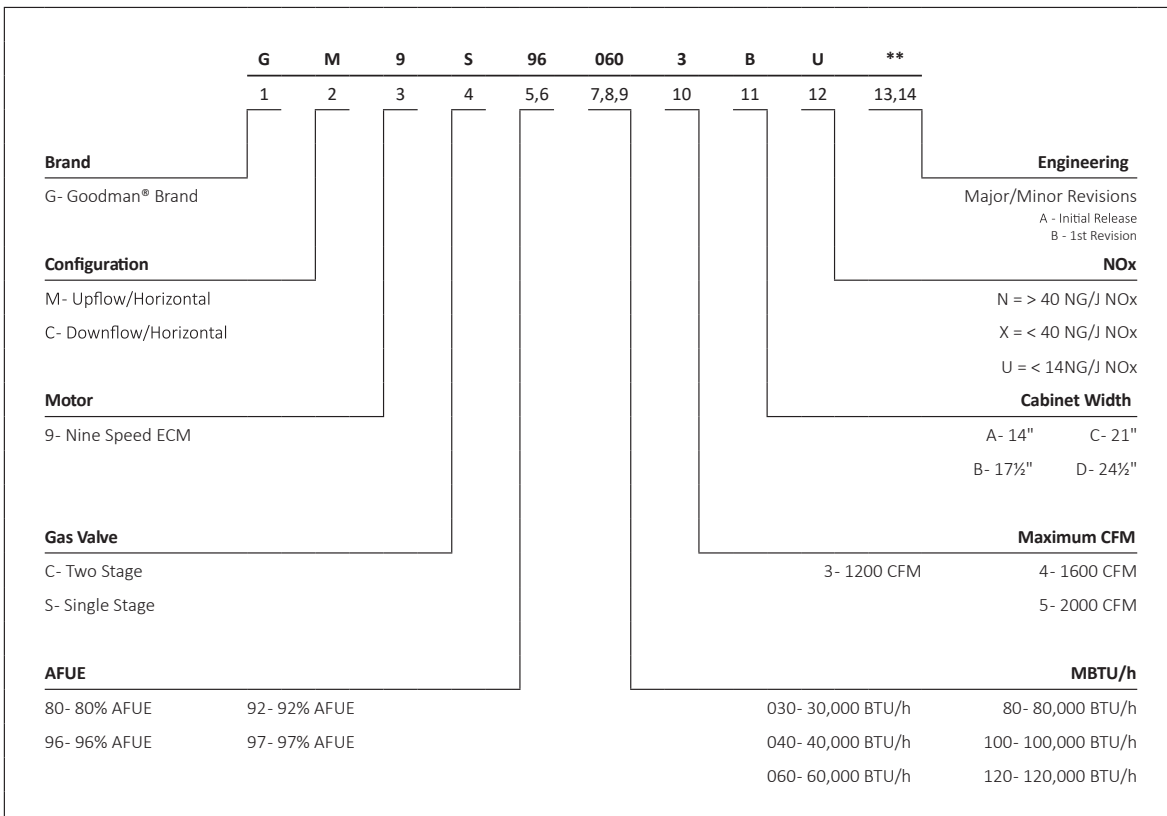 G M 9 S 96 060 3 B U **
1 2 3 4 5,6 7,8,9 10 11 12 13,14
Brand
G- Goodman® Brand
Configuration
M- Upflow/Horizontal
C- Downflow/Horizontal
Motor
9- Nine Speed ECM
Gas Valve
C- Two Stage
S- Single Stage
AFUE
80- 80% AFUE 92- 92% AFUE
96- 96% AFUE 97- 97% AFUE
Engineering
Major/Minor Revisions
A - Initial Release
B - 1st Revision
NOx
N = > 40 NG/J NOx
X = < 40 NG/J NOx
U = < 14NG/J NOx
Cabinet Width
A- 14" C- 21"
B- 17½" D- 24½"
Maximum CFM
3- 1200 CFM 4- 1600 CFM
5- 2000 CFM
MBTU/h
030- 30,000 BTU/h 80- 80,000 BTU/h
040- 40,000 BTU/h 100- 100,000 BTU/h
060- 60,000 BTU/h 120- 120,000 BTU/h